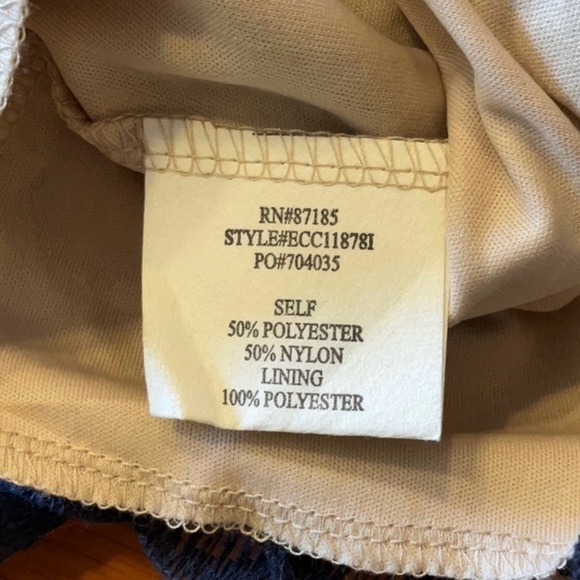 RN#87185
STYLE#ECC11878I
PO#704035
SELF
50% POLYESTER
50% NYLON
LINING
100% POLYESTER